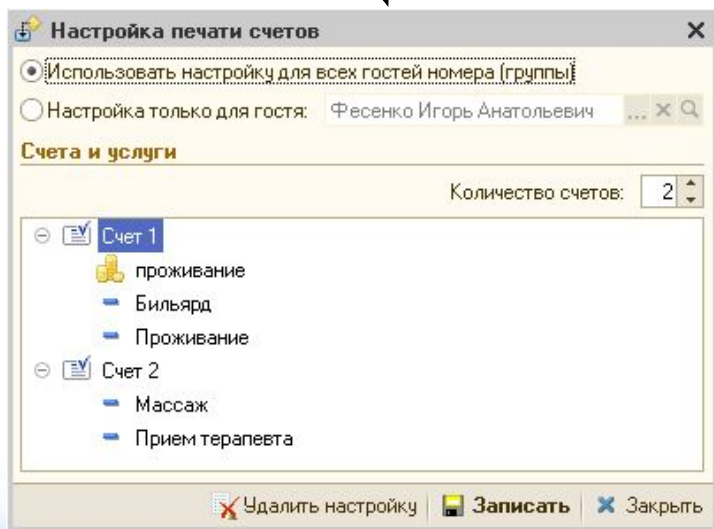 Настройка печати счетов
Использовать настройку для всех гостей номера (группы)
Настройка только для гостя: Фесенко Игорь Анатольевич ...
Счета и услуги
Количество счетов: 2
Счет 1
проживание
Бильярд
Проживание
Счет 2
Массаж
Прием терапевта
Удалить настройку Записать Закрыть